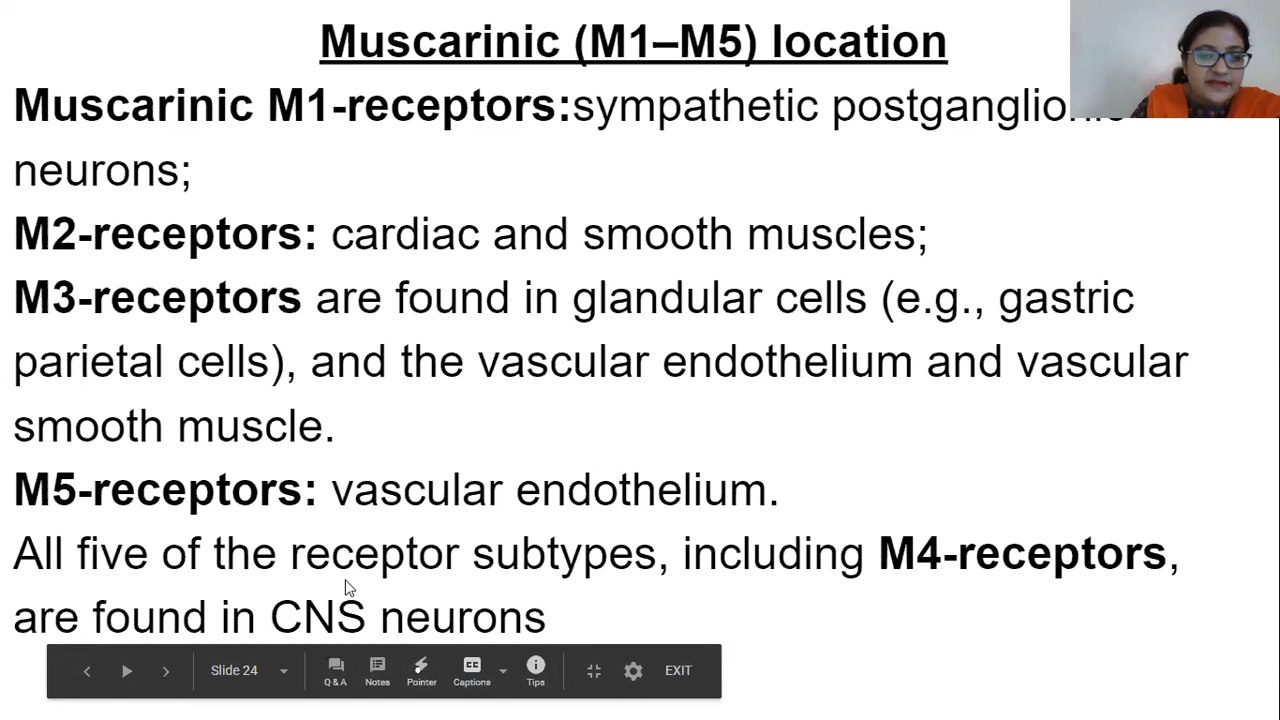 Muscarinic (M1–M5) location
Muscarinic M1-receptors:sympathetic postganglionic
neurons;
M2-receptors: cardiac and smooth muscles;
M3-receptors are found in glandular cells (e.g., gastric
parietal cells), and the vascular endothelium and vascular
smooth muscle.
M5-receptors: vascular endothelium.
All five of the receptor subtypes, including M4-receptors,
are found in CNS neurons
Slide 24 Q & A Notes Pointer CC Captions Tips EXIT